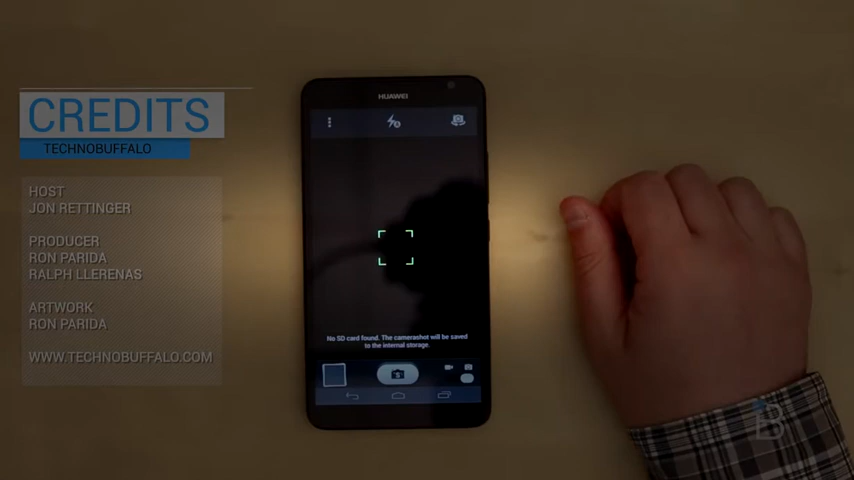 CREDITS
TECHNOBUFFALO
HOST
JON RETTINGER
PRODUCER
RON PARIDA
RALPH LLERENAS
ARTWORK
RON PARIDA
WWW.TECHNOBUFFALO.COM
HUAWEI
No SD card found. The camerashot will be saved
to the internal storage.